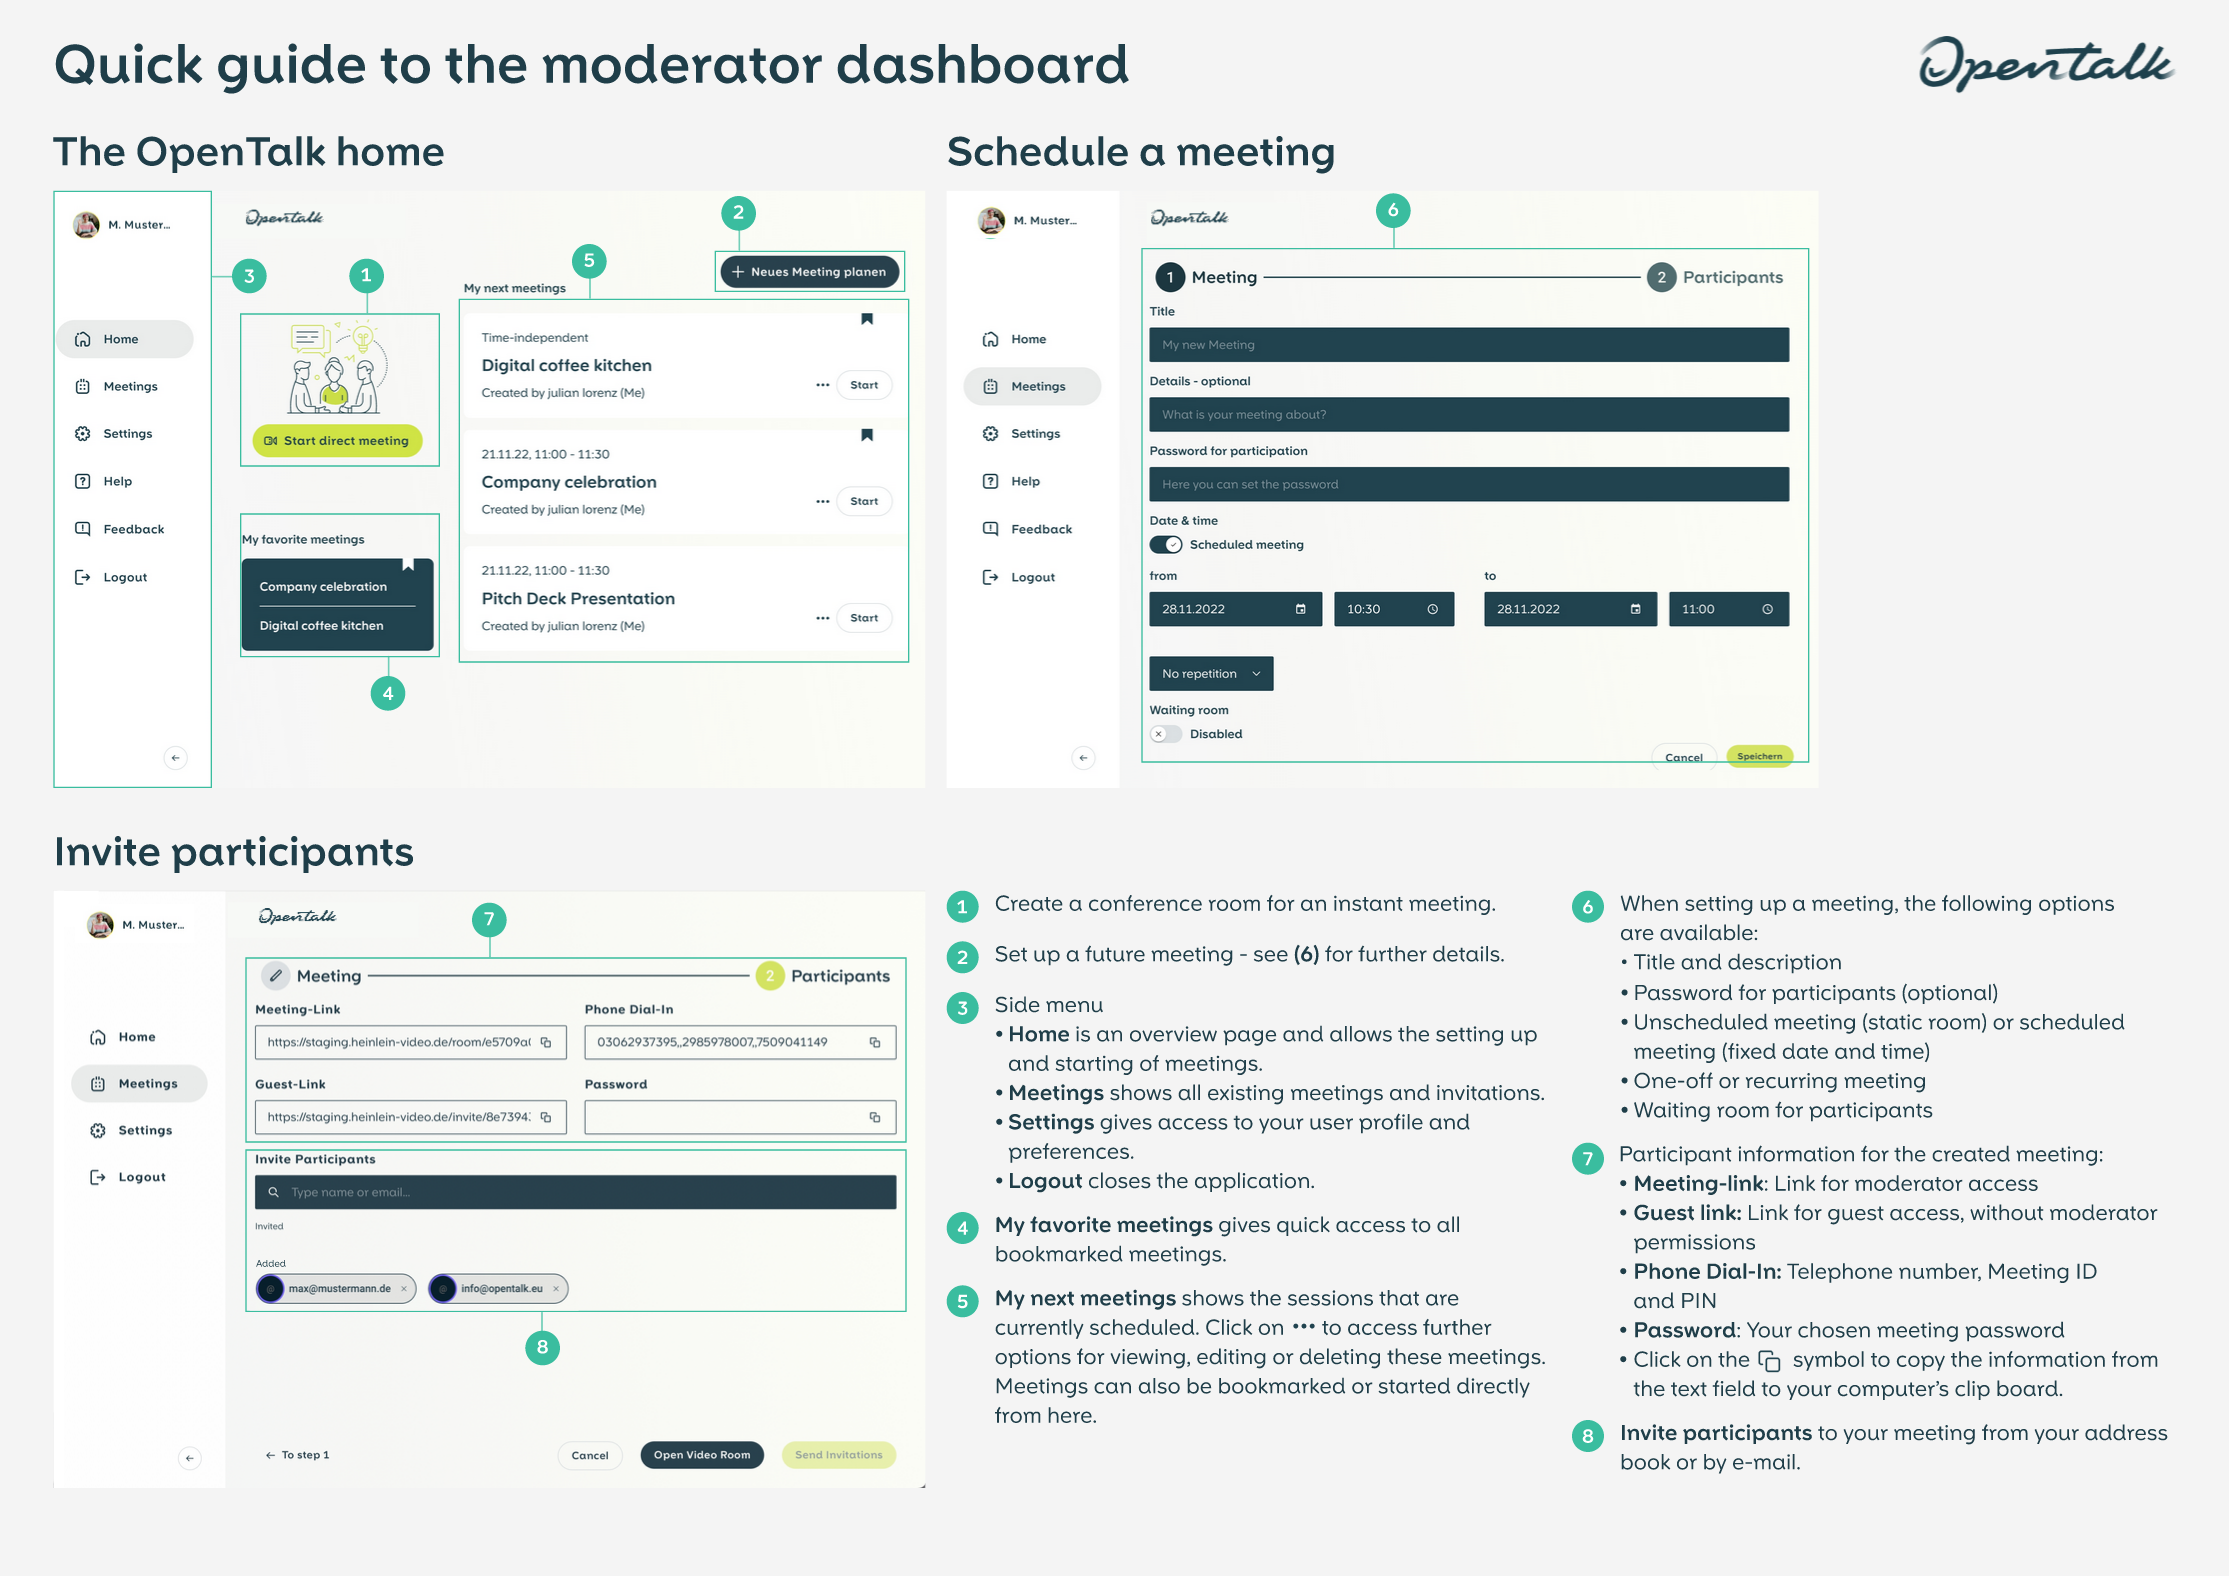 Quick guide to the moderator dashboard
Opentalk
The OpenTalk home
M. Muster...
Opentalk
2
3
1
5
+ Neues Meeting planen
My next meetings
Home
Meetings
Settings
Help
Feedback
Logout
Start direct meeting
My favorite meetings
Company celebration
Digital coffee kitchen
4
Time-independent
Digital coffee kitchen
Created by julian lorenz (Me)
Start
21.11.22, 11:00 - 11:30
Company celebration
Created by julian lorenz (Me)
Start
21.11.22, 11:00 - 11:30
Pitch Deck Presentation
Created by julian lorenz (Me)
Start
Schedule a meeting
M. Muster...
Opentalk
6
Home
Meetings
Settings
Help
Feedback
Logout
1 Meeting
2 Participants
Title
My new Meeting
Details - optional
What is your meeting about?
Password for participation
Here you can set the password
Date & time
Scheduled meeting
from
to
28.11.2022
10:30
28.11.2022
11:00
No repetition
Waiting room
Disabled
Cancel
Speichern
Invite participants
M. Muster...
Opentalk
7
Home
Meetings
Settings
Logout
Meeting
2 Participants
Meeting-Link
Phone Dial-In
https://staging.heinlein-video.de/room/e5709a
03062937395,,2985978007,,7509041149
Guest-Link
Password
https://staging.heinlein-video.de/invite/8e7394
Invite Participants
Type name or email...
Invited
Added
@ max@mustermann.de ×
@ info@opentalk.eu ×
8
← To step 1
Cancel
Open Video Room
Send Invitations
1 Create a conference room for an instant meeting.
2 Set up a future meeting - see (6) for further details.
3 Side menu
• Home is an overview page and allows the setting up
and starting of meetings.
• Meetings shows all existing meetings and invitations.
• Settings gives access to your user profile and
preferences.
• Logout closes the application.
4 My favorite meetings gives quick access to all
bookmarked meetings.
5 My next meetings shows the sessions that are
currently scheduled. Click on ••• to access further
options for viewing, editing or deleting these meetings.
Meetings can also be bookmarked or started directly
from here.
6 When setting up a meeting, the following options
are available:
• Title and description
• Password for participants (optional)
• Unscheduled meeting (static room) or scheduled
meeting (fixed date and time)
• One-off or recurring meeting
• Waiting room for participants
7 Participant information for the created meeting:
• Meeting-link: Link for moderator access
• Guest link: Link for guest access, without moderator
permissions
• Phone Dial-In: Telephone number, Meeting ID
and PIN
• Password: Your chosen meeting password
• Click on the symbol to copy the information from
the text field to your computer’s clip board.
8 Invite participants to your meeting from your address
book or by e-mail.